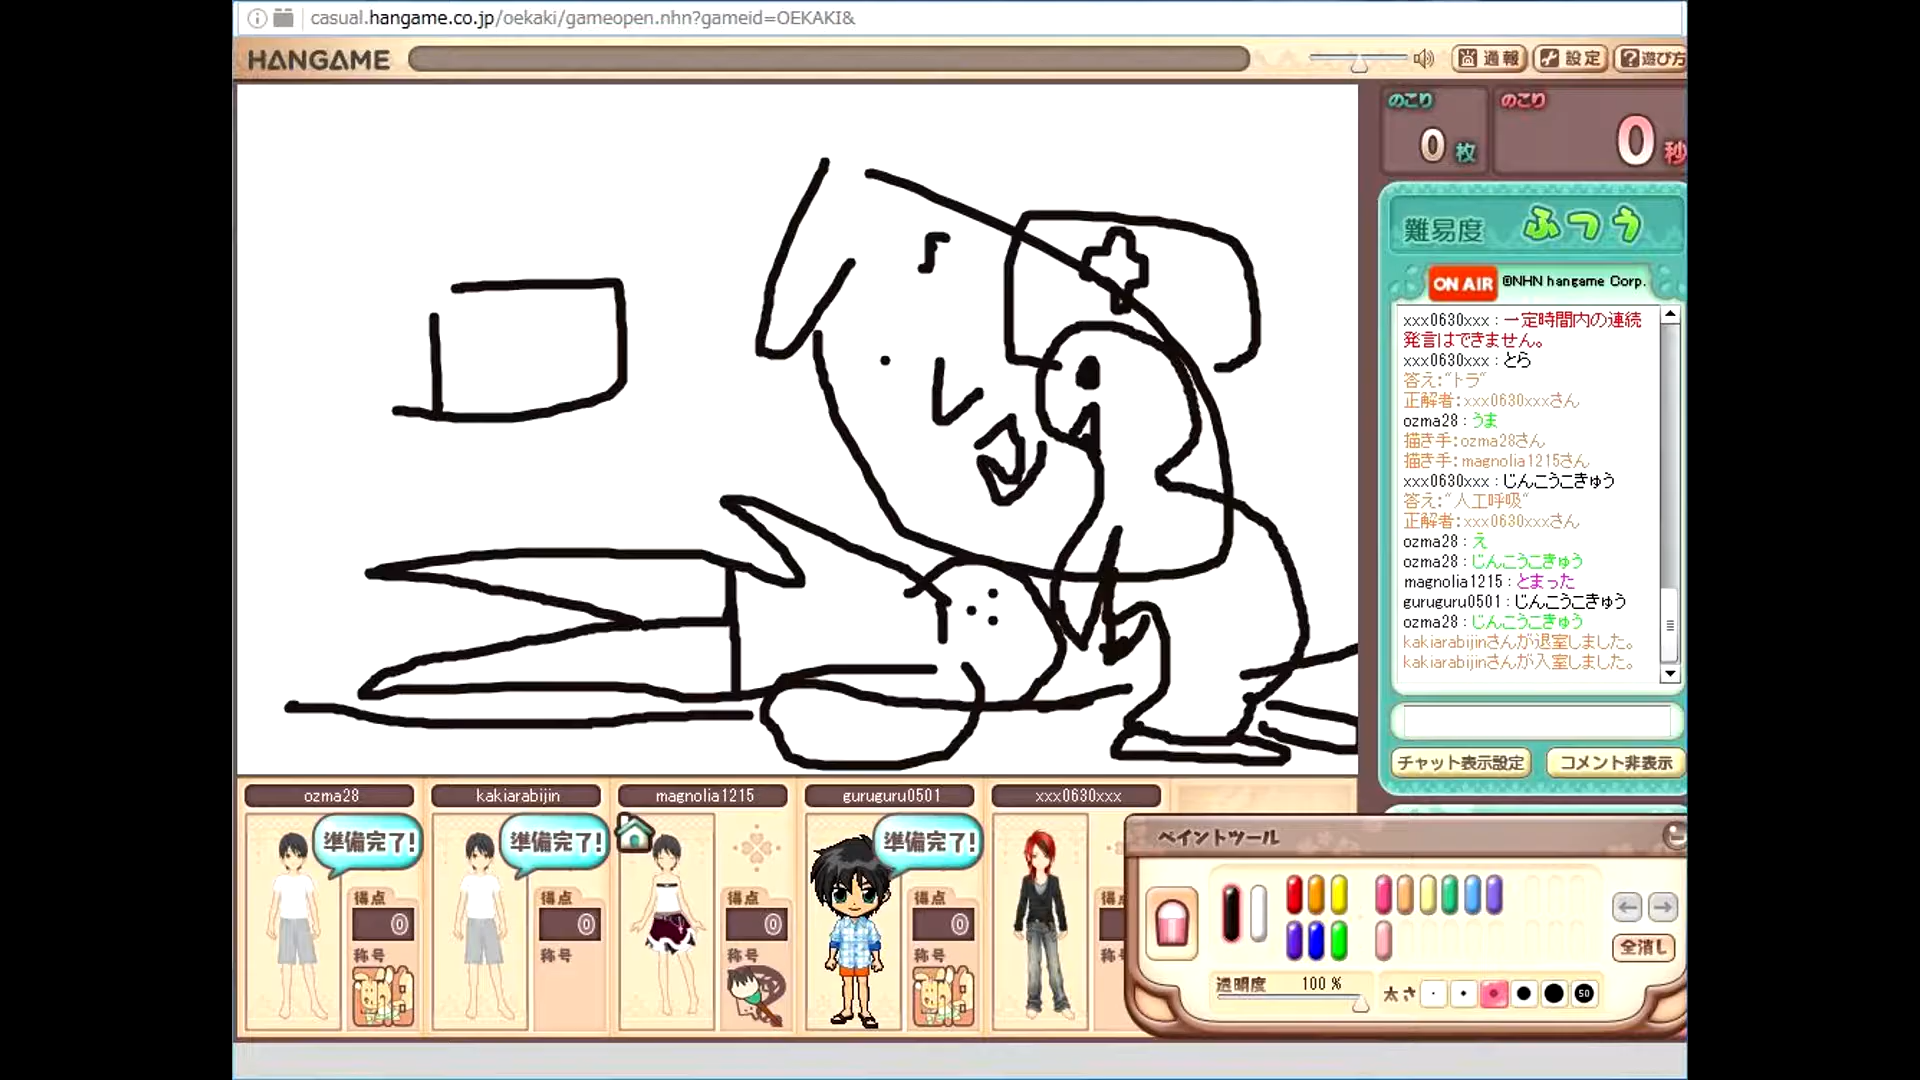 casual.hangame.co.jp/oekaki/gameopen.nhn?gameid=OEKAKI&
HANGAME
通報
設定
遊び方
のこり
0枚
のこり
0秒
難易度 ふつう
ON AIR @NHN hangame Corp.
xxx0630xxx : 一定時間内の連続
発言はできません。
xxx0630xxx : とら
答え:"トラ"
正解者:xxx0630xxxさん
ozma28 : うま
描き手:ozma28さん
描き手:magnolia1215さん
xxx0630xxx : じんこうこきゅう
答え:"人工呼吸"
正解者:xxx0630xxxさん
ozma28 : え
ozma28 : じんこうこきゅう
magnolia1215 : とまった
guruguru0501 : じんこうこきゅう
ozma28 : じんこうこきゅう
kakiarabijinさんが退室しました。
kakiarabijinさんが入室しました。
チャット表示設定
コメント非表示
ozma28
準備完了!
得点
0
称号
kakiarabijin
準備完了!
得点
0
称号
magnolia1215
得点
0
称号
guruguru0501
準備完了!
得点
0
称号
xxx0630xxx
ペイントツール
全消し
透明度 100 %
太さ
50